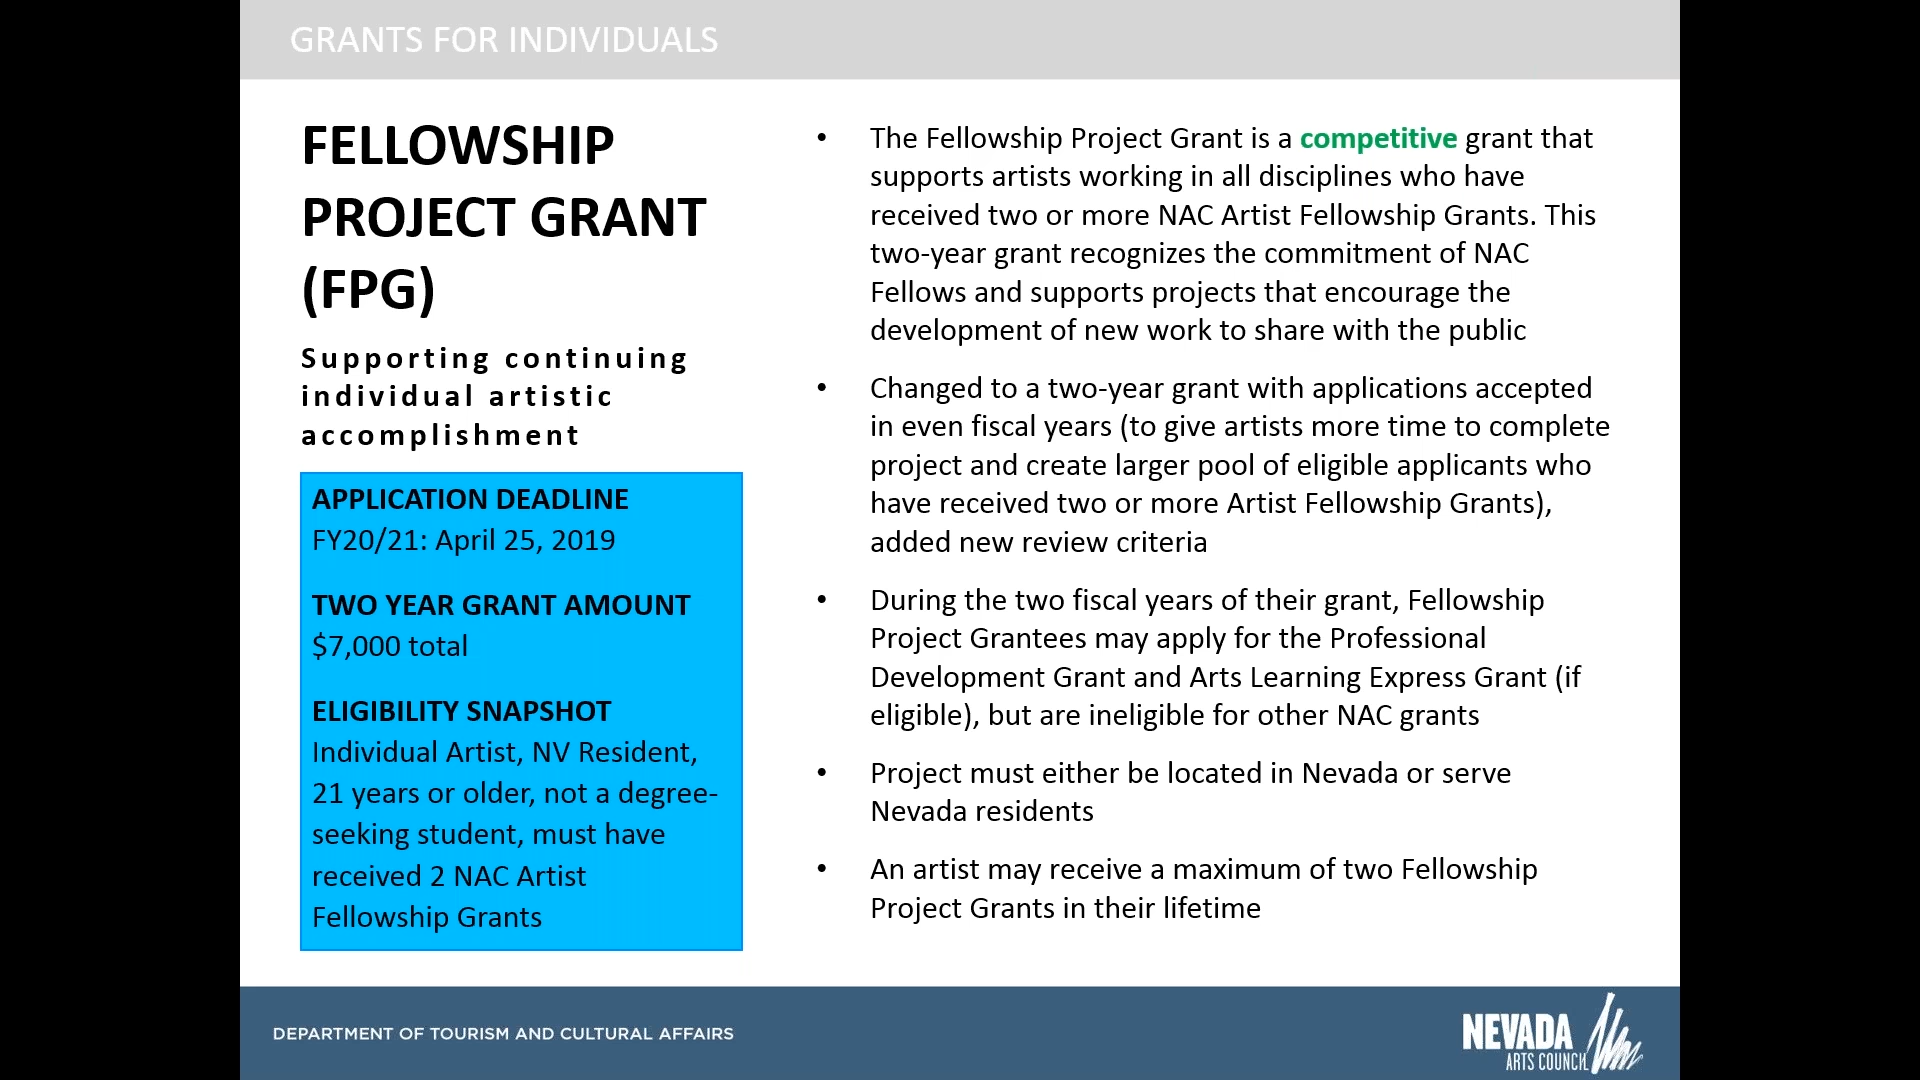 GRANTS FOR INDIVIDUALS
FELLOWSHIP
PROJECT GRANT
(FPG)
Supporting continuing
individual artistic
accomplishment
APPLICATION DEADLINE
FY20/21: April 25, 2019
TWO YEAR GRANT AMOUNT
$7,000 total
ELIGIBILITY SNAPSHOT
Individual Artist, NV Resident,
21 years or older, not a degree-
seeking student, must have
received 2 NAC Artist
Fellowship Grants
• The Fellowship Project Grant is a competitive grant that
supports artists working in all disciplines who have
received two or more NAC Artist Fellowship Grants. This
two-year grant recognizes the commitment of NAC
Fellows and supports projects that encourage the
development of new work to share with the public
• Changed to a two-year grant with applications accepted
in even fiscal years (to give artists more time to complete
project and create larger pool of eligible applicants who
have received two or more Artist Fellowship Grants),
added new review criteria
• During the two fiscal years of their grant, Fellowship
Project Grantees may apply for the Professional
Development Grant and Arts Learning Express Grant (if
eligible), but are ineligible for other NAC grants
• Project must either be located in Nevada or serve
Nevada residents
• An artist may receive a maximum of two Fellowship
Project Grants in their lifetime
DEPARTMENT OF TOURISM AND CULTURAL AFFAIRS
NEVADA
ARTS COUNCIL